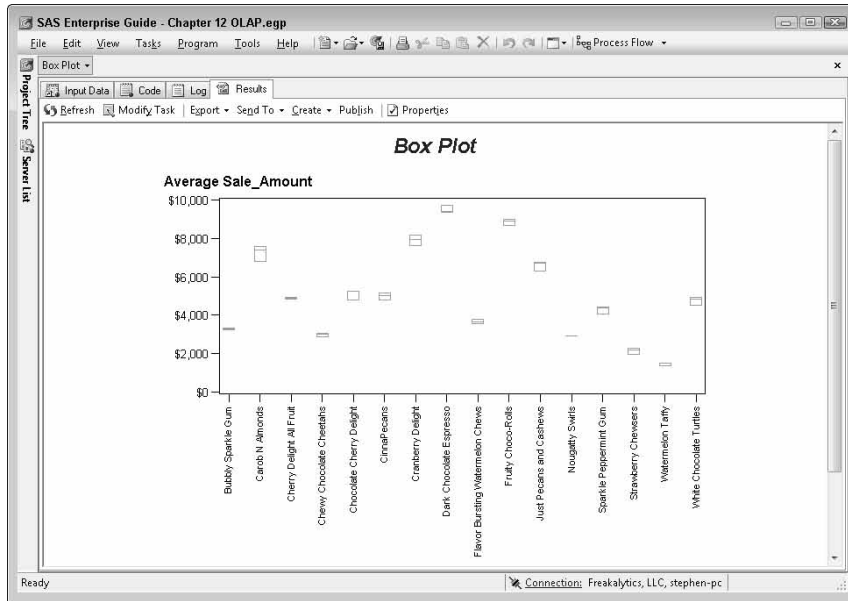 SAS Enterprise Guide - Chapter 12 OLAP.egp
File Edit View Tasks Program Tools Help Process Flow
Box Plot
Project Tree
Server List
Input Data Code Log Results
Refresh Modify Task Export Send To Create Publish Properties
Box Plot
Average Sale_Amount
$10,000
$8,000
$6,000
$4,000
$2,000
$0
Bubbly Sparkle Gum
Carob N Almonds
Cherry Delight All Fruit
Chewy Chocolate Cheetahs
Chocolate Cherry Delight
CinnaPecans
Cranberry Delight
Dark Chocolate Espresso
Flavor Bursting Watermelon Chews
Fruity Choco-Rolls
Just Pecans and Cashews
Nougatty Swirls
Sparkle Peppermint Gum
Strawberry Chewsers
Watermelon Taffy
White Chocolate Turtles
Ready
Connection: Freakalytics, LLC, stephen-pc